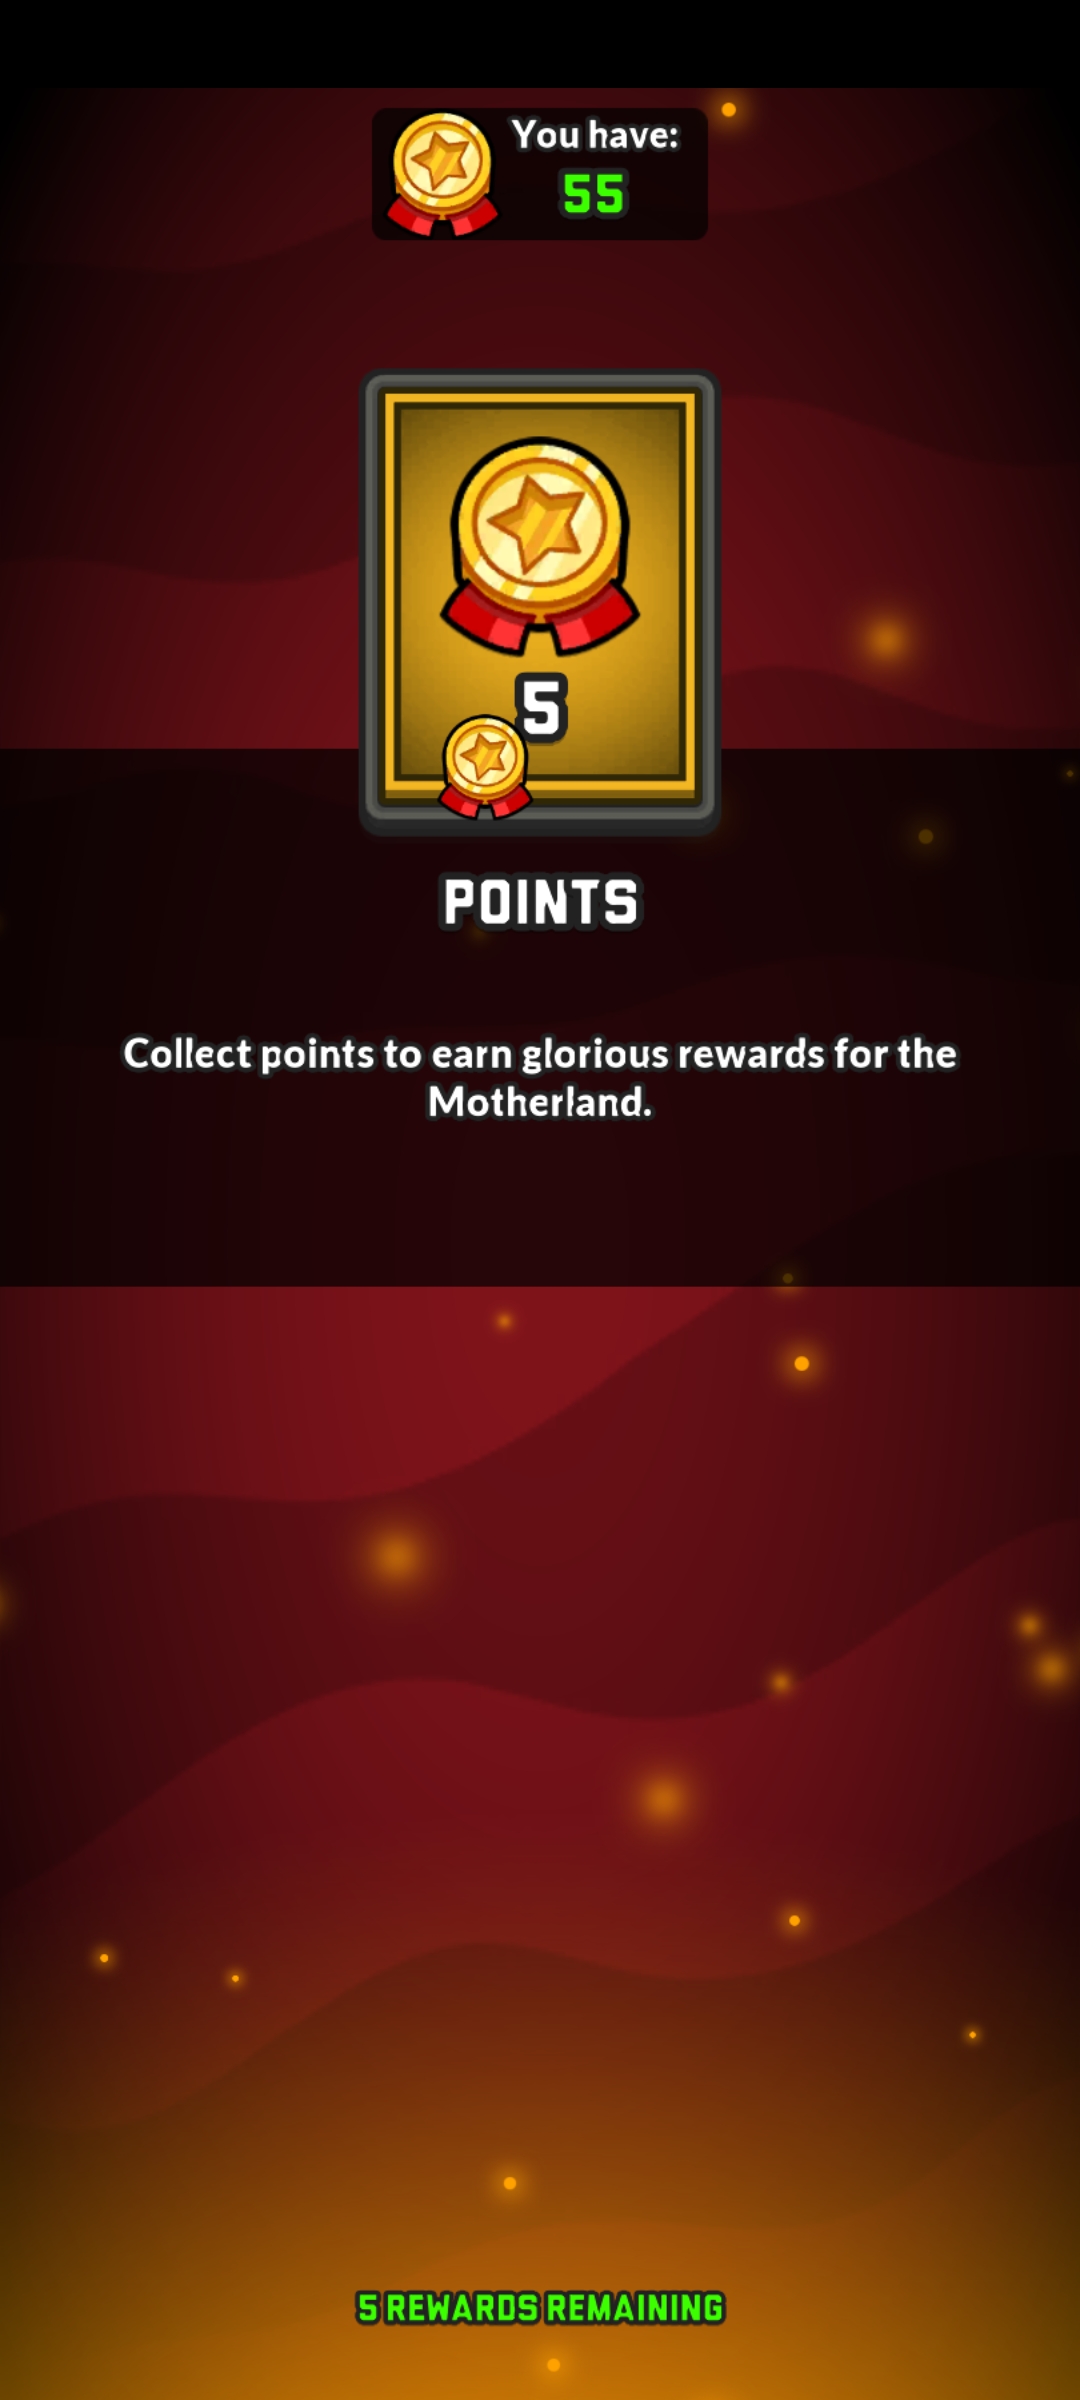 You have:
55
5
POINTS
Collect points to earn glorious rewards for the
Motherland.
5 REWARDS REMAINING